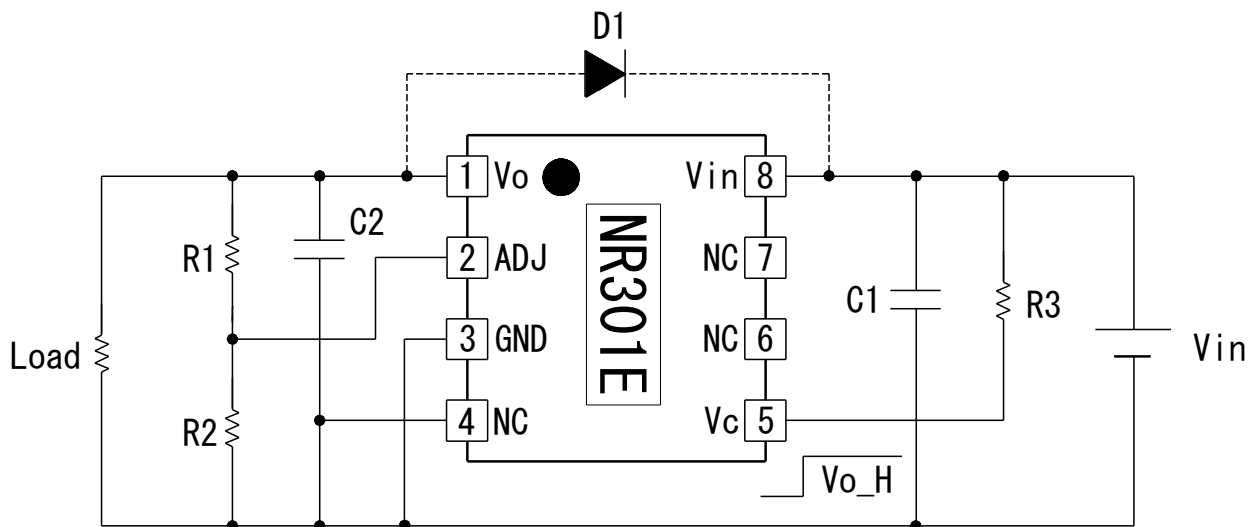 D1
1 Vo Vin 8
C2
R1 2 ADJ NC 7
NR301E
C1 R3
Load 3 GND NC 6 Vin
R2 4 NC Vc 5
Vo_H